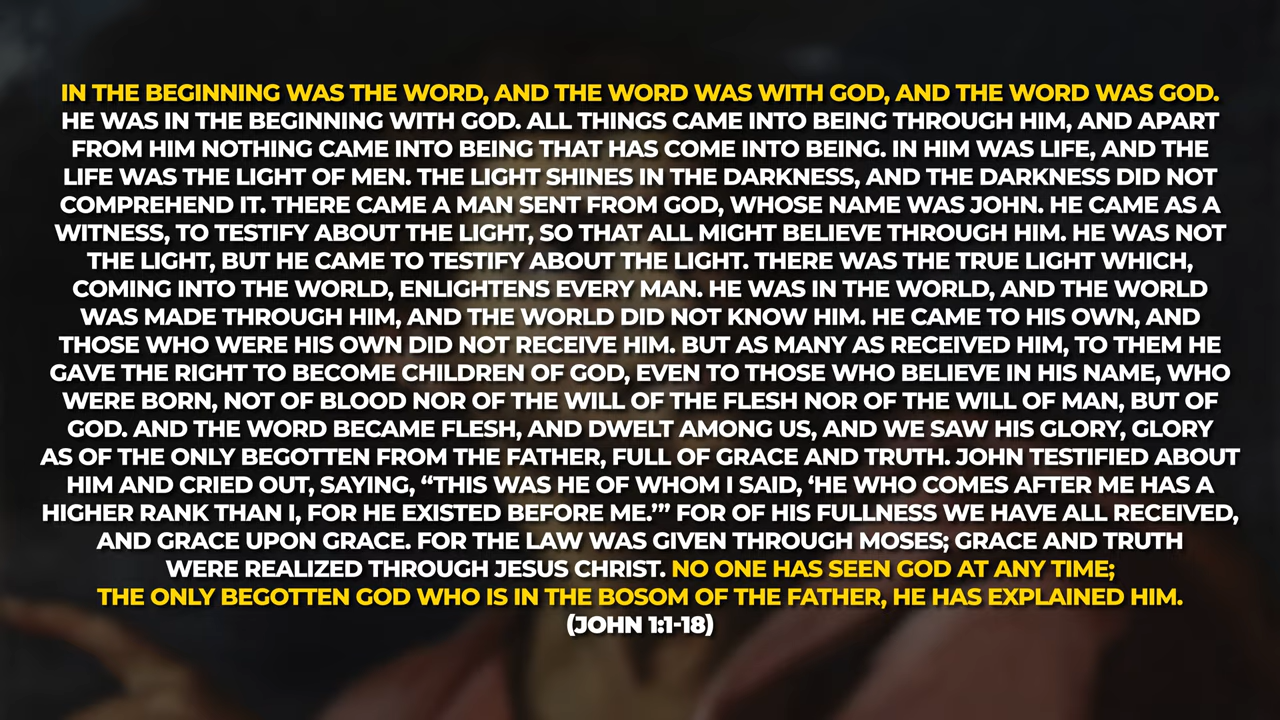 IN THE BEGINNING WAS THE WORD, AND THE WORD WAS WITH GOD, AND THE WORD WAS GOD.
HE WAS IN THE BEGINNING WITH GOD. ALL THINGS CAME INTO BEING THROUGH HIM, AND APART
FROM HIM NOTHING CAME INTO BEING THAT HAS COME INTO BEING. IN HIM WAS LIFE, AND THE
LIFE WAS THE LIGHT OF MEN. THE LIGHT SHINES IN THE DARKNESS, AND THE DARKNESS DID NOT
COMPREHEND IT. THERE CAME A MAN SENT FROM GOD, WHOSE NAME WAS JOHN. HE CAME AS A
WITNESS, TO TESTIFY ABOUT THE LIGHT, SO THAT ALL MIGHT BELIEVE THROUGH HIM. HE WAS NOT
THE LIGHT, BUT HE CAME TO TESTIFY ABOUT THE LIGHT. THERE WAS THE TRUE LIGHT WHICH,
COMING INTO THE WORLD, ENLIGHTENS EVERY MAN. HE WAS IN THE WORLD, AND THE WORLD
WAS MADE THROUGH HIM, AND THE WORLD DID NOT KNOW HIM. HE CAME TO HIS OWN, AND
THOSE WHO WERE HIS OWN DID NOT RECEIVE HIM. BUT AS MANY AS RECEIVED HIM, TO THEM HE
GAVE THE RIGHT TO BECOME CHILDREN OF GOD, EVEN TO THOSE WHO BELIEVE IN HIS NAME, WHO
WERE BORN, NOT OF BLOOD NOR OF THE WILL OF THE FLESH NOR OF THE WILL OF MAN, BUT OF
GOD. AND THE WORD BECAME FLESH, AND DWELT AMONG US, AND WE SAW HIS GLORY, GLORY
AS OF THE ONLY BEGOTTEN FROM THE FATHER, FULL OF GRACE AND TRUTH. JOHN TESTIFIED ABOUT
HIM AND CRIED OUT, SAYING, “THIS WAS HE OF WHOM I SAID, ‘HE WHO COMES AFTER ME HAS A
HIGHER RANK THAN I, FOR HE EXISTED BEFORE ME.’” FOR OF HIS FULLNESS WE HAVE ALL RECEIVED,
AND GRACE UPON GRACE. FOR THE LAW WAS GIVEN THROUGH MOSES; GRACE AND TRUTH
WERE REALIZED THROUGH JESUS CHRIST. NO ONE HAS SEEN GOD AT ANY TIME;
THE ONLY BEGOTTEN GOD WHO IS IN THE BOSOM OF THE FATHER, HE HAS EXPLAINED HIM.
(JOHN 1:1-18)